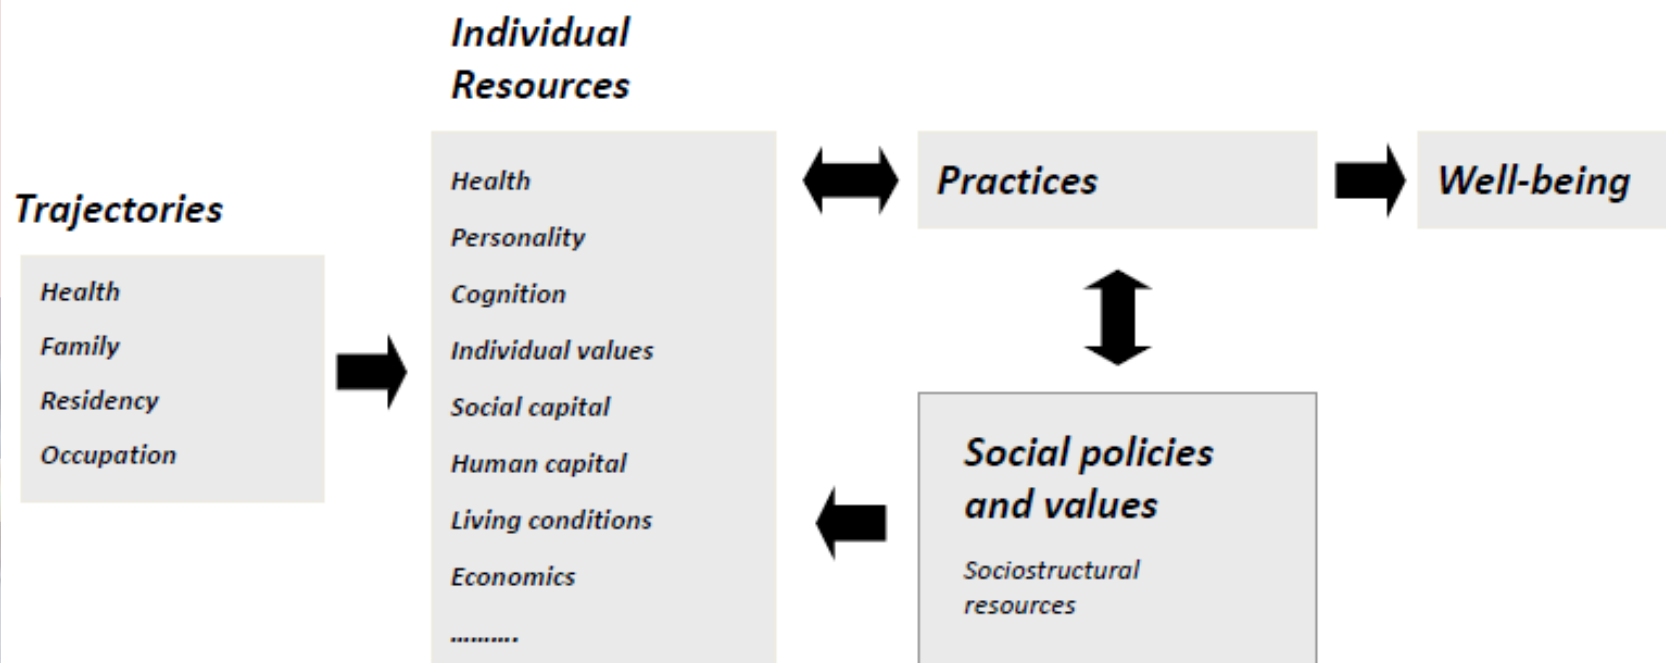 Trajectories
Health
Family
Residency
Occupation
Individual
Resources
Health
Personality
Cognition
Individual values
Social capital
Human capital
Living conditions
Economics
..........
Practices
Well-being
Social policies
and values
Sociostructural
resources